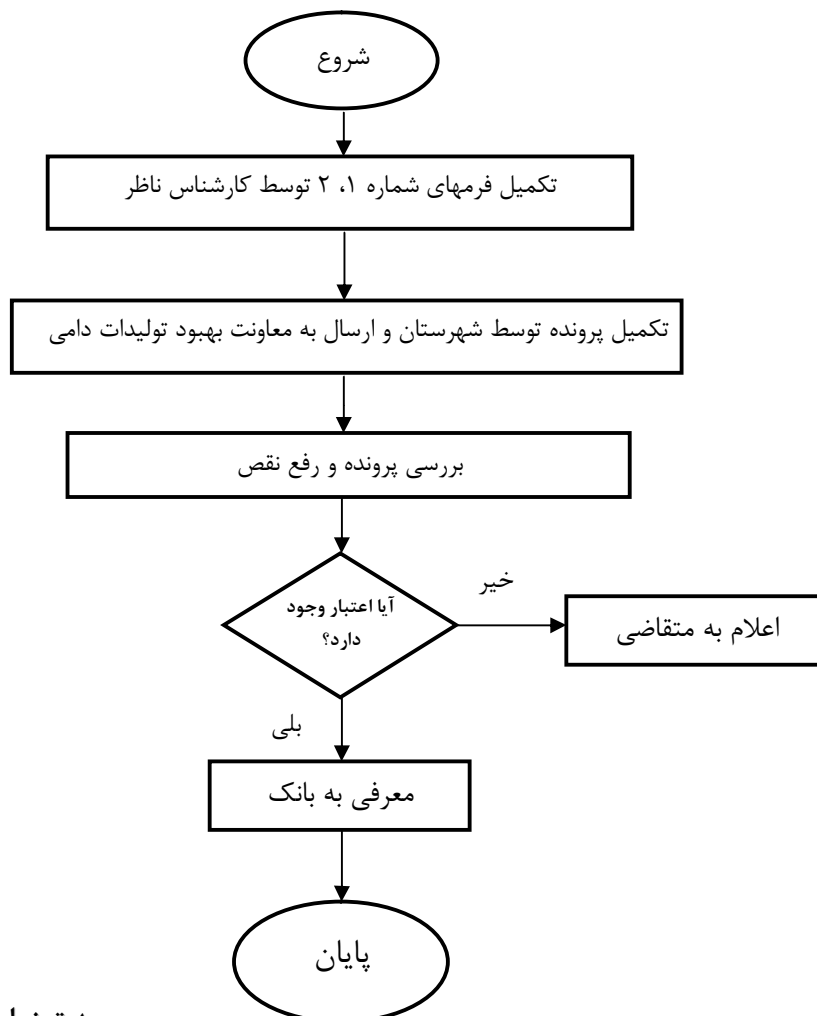 شروع
تکمیل فرمهای شماره ۱، ۲ توسط کارشناس ناظر
تکمیل پرونده توسط شهرستان و ارسال به معاونت بهبود تولیدات دامی
بررسی پرونده و رفع نقص
آیا اعتبار وجود
دارد؟
خیر
اعلام به متقاضی
بلی
معرفی به بانک
پایان